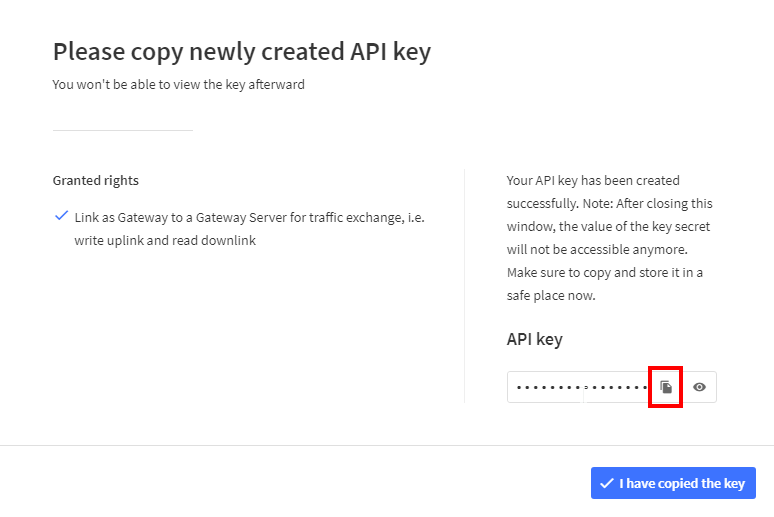 Please copy newly created API key
You won't be able to view the key afterward
Granted rights
Link as Gateway to a Gateway Server for traffic exchange, i.e.
write uplink and read downlink
Your API key has been created
successfully. Note: After closing this
window, the value of the key secret
will not be accessible anymore.
Make sure to copy and store it in a
safe place now.
API key
I have copied the key